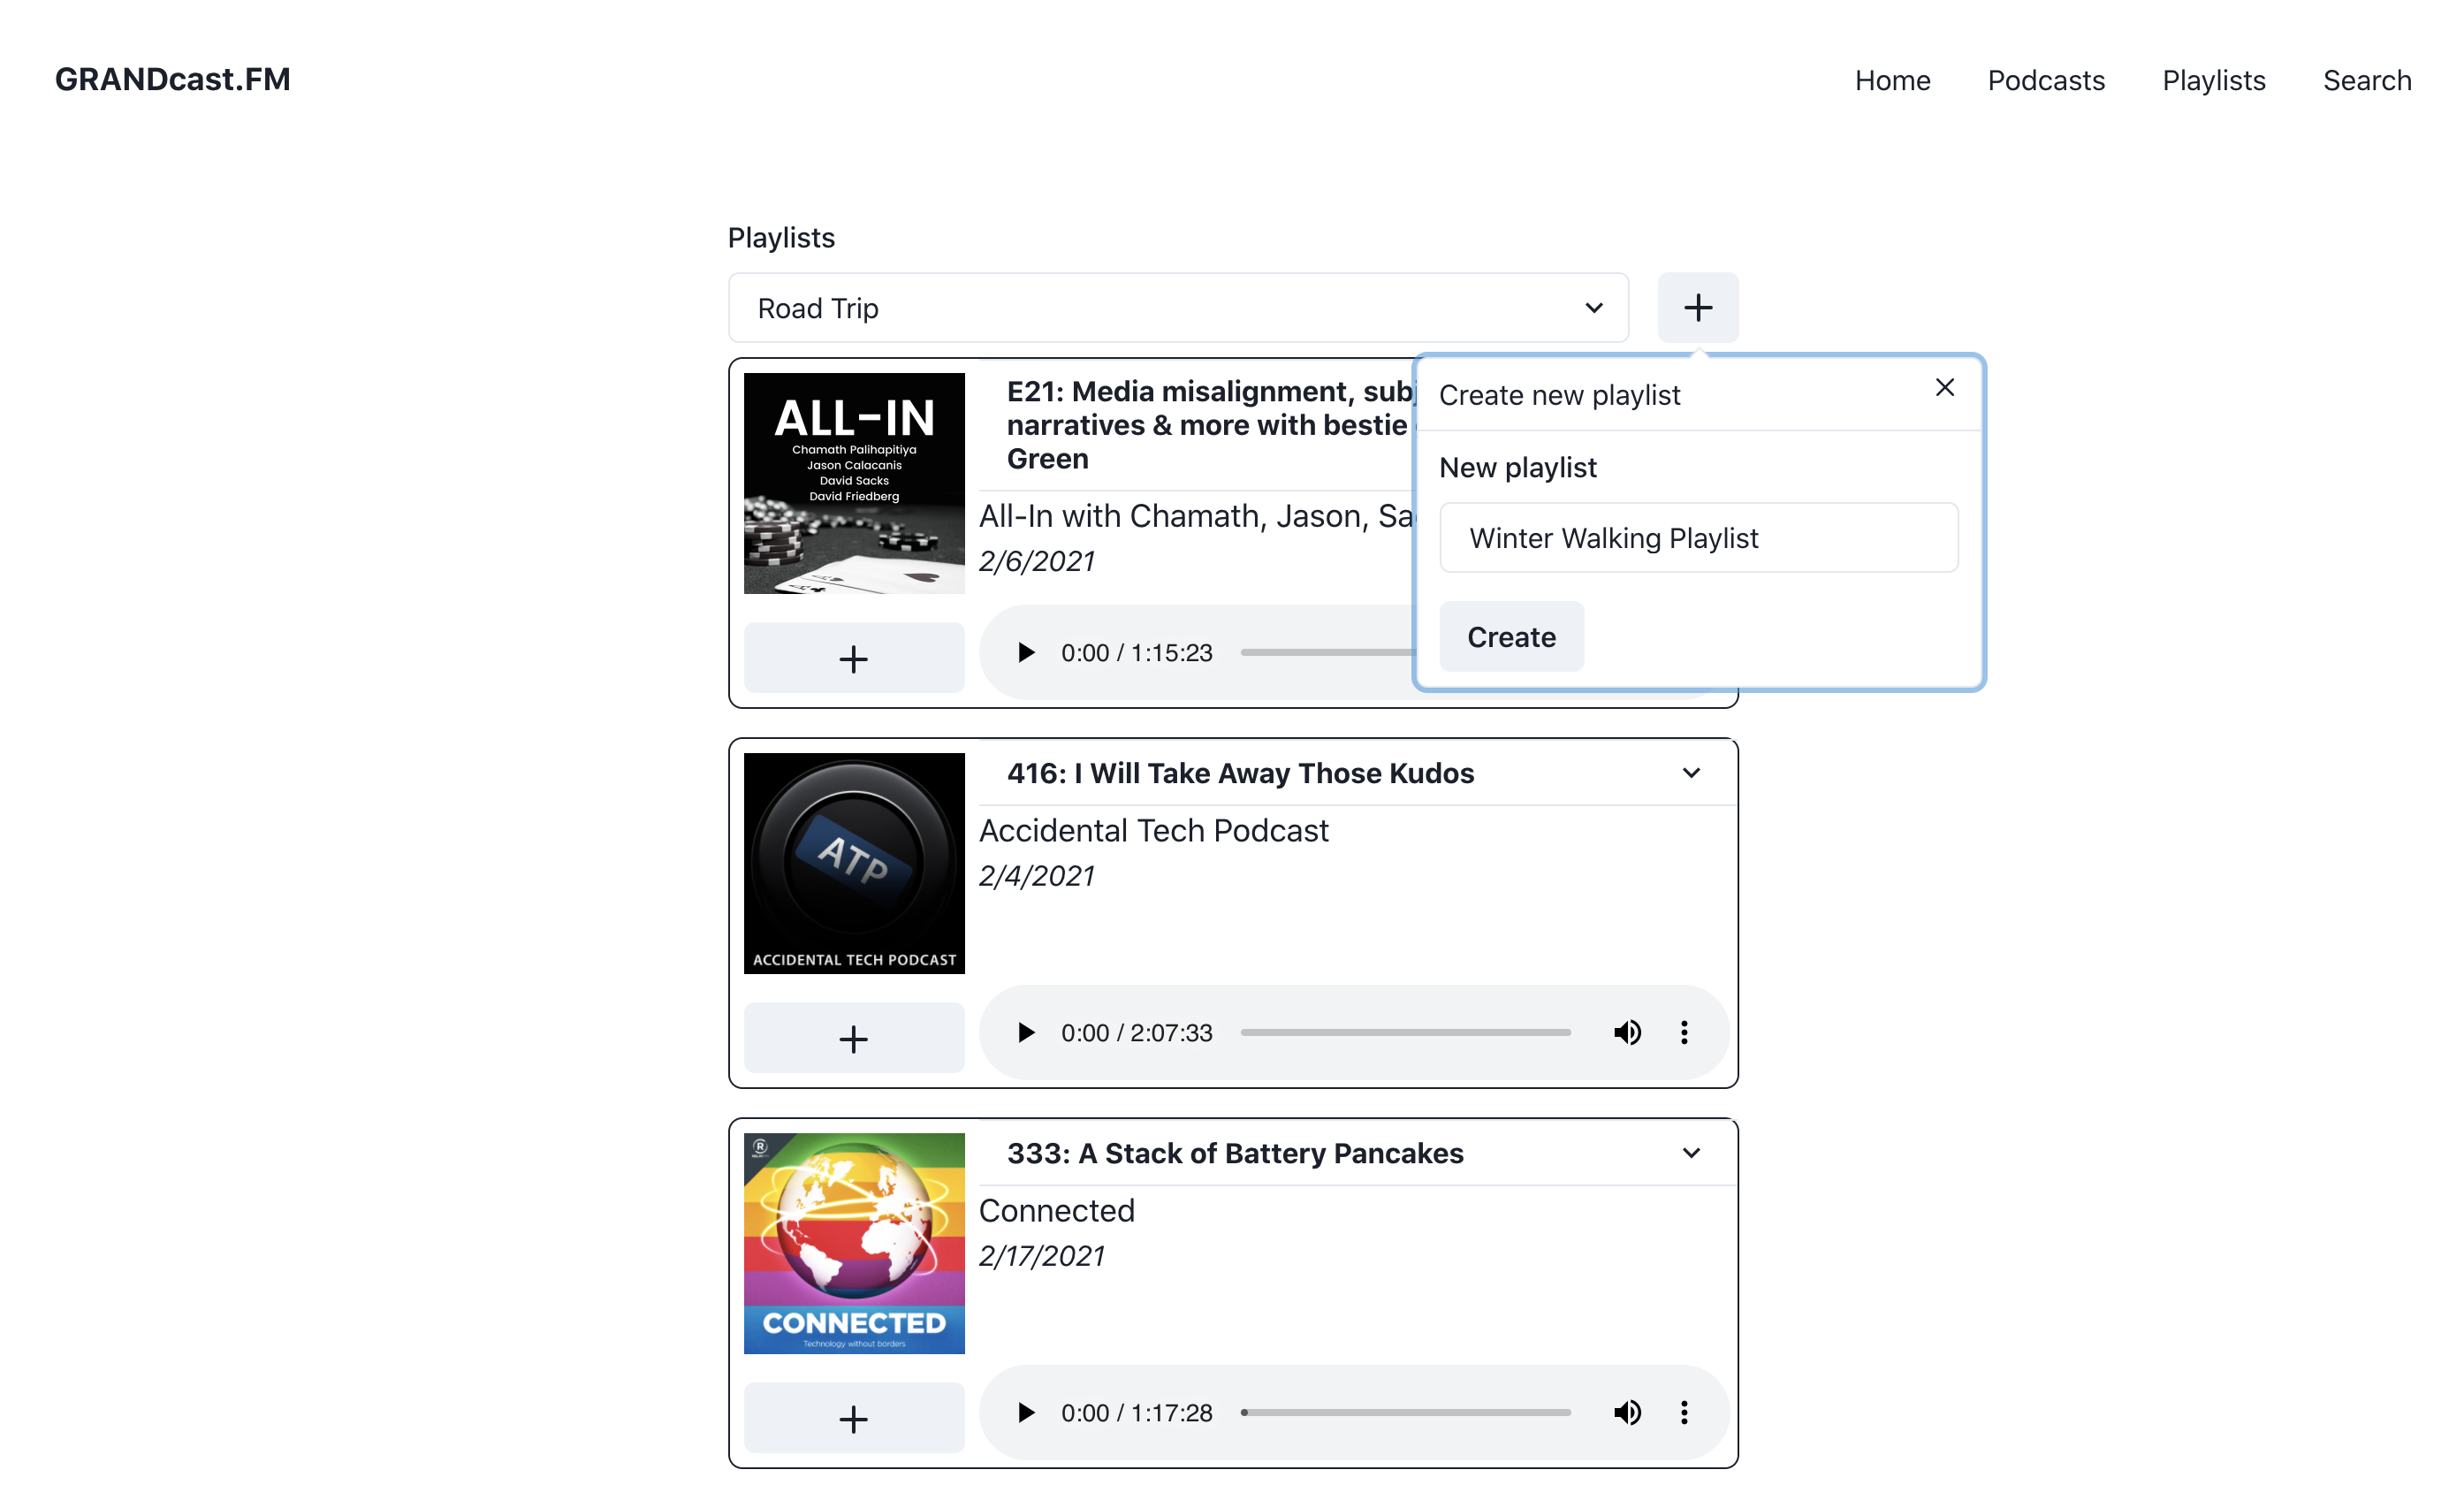 GRANDcast.FM
Home Podcasts Playlists Search
Playlists
Road Trip
Create new playlist
New playlist
Winter Walking Playlist
Create
ALL-IN
Chamath Palihapitiya
Jason Calacanis
David Sacks
David Friedberg
E21: Media misalignment, sub
narratives & more with bestie
Green
All-In with Chamath, Jason, Sa
2/6/2021
0:00 / 1:15:23
ATP
ACCIDENTAL TECH PODCAST
416: I Will Take Away Those Kudos
Accidental Tech Podcast
2/4/2021
0:00 / 2:07:33
R
CONNECTED
Technology without borders
333: A Stack of Battery Pancakes
Connected
2/17/2021
0:00 / 1:17:28